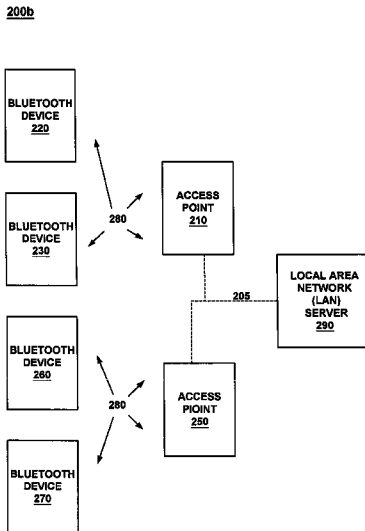 200b
BLUETOOTH
DEVICE
220
BLUETOOTH
DEVICE
230
280
ACCESS
POINT
210
205
LOCAL AREA
NETWORK
(LAN)
SERVER
290
BLUETOOTH
DEVICE
260
280
ACCESS
PIOINT
250
BLUETOOTH
DEVICE
270